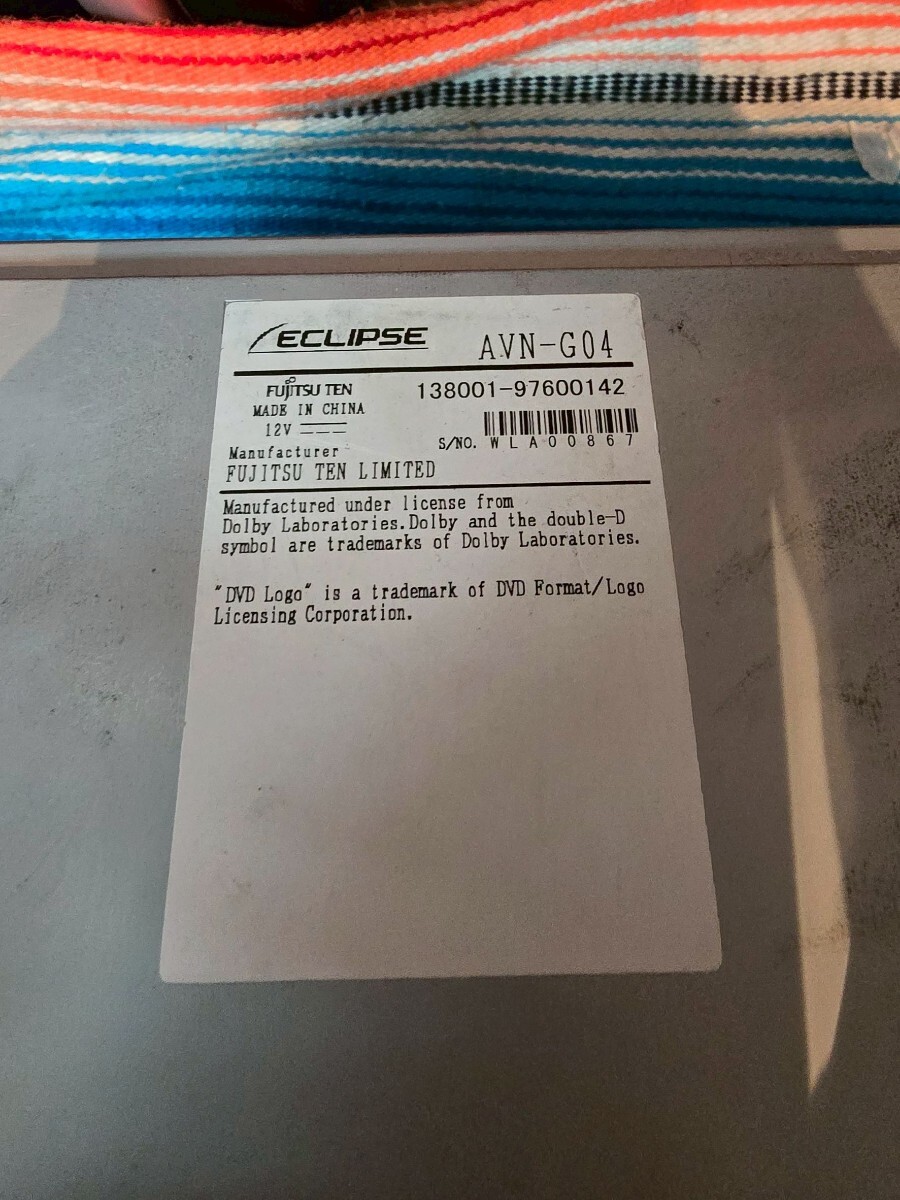 ECLIPSE AVN-G04
FUJITSU TEN 138001-97600142
MADE IN CHINA
12V
S/NO. WLA00867
Manufacturer
FUJITSU TEN LIMITED
Manufactured under license from
Dolby Laboratories.Dolby and the double-D
symbol are trademarks of Dolby Laboratories.
"DVD Logo" is a trademark of DVD Format/Logo
Licensing Corporation.